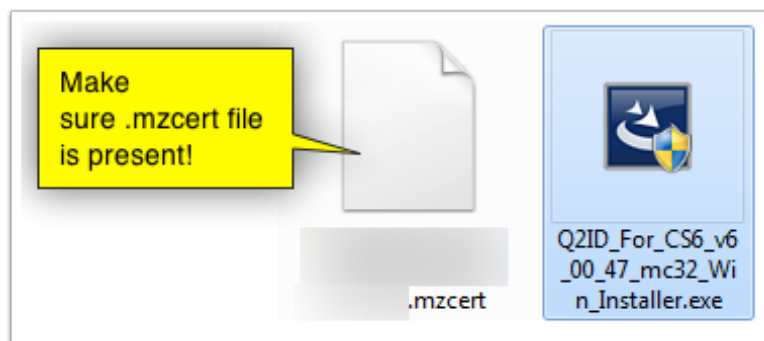 Make
sure .mzcert file
is present!
.mzcert
Q2ID_For_CS6_v6
_00_47_mc32_Wi
n_Installer.exe